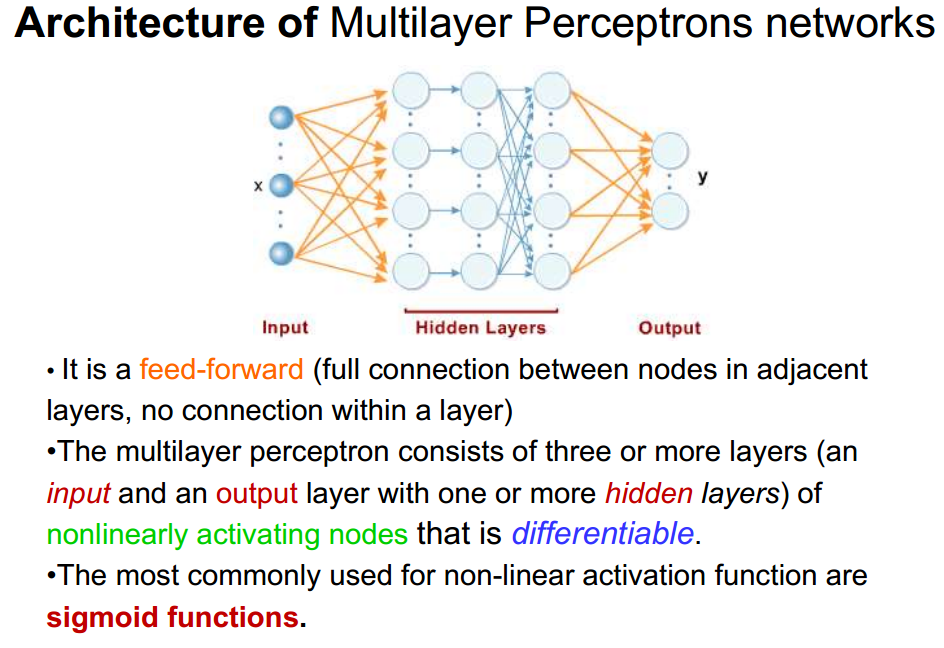 Architecture of Multilayer Perceptrons networks
x
y
Input
Hidden Layers
Output
• It is a feed-forward (full connection between nodes in adjacent
layers, no connection within a layer)
•The multilayer perceptron consists of three or more layers (an
input and an output layer with one or more hidden layers) of
nonlinearly activating nodes that is differentiable.
•The most commonly used for non-linear activation function are
sigmoid functions.